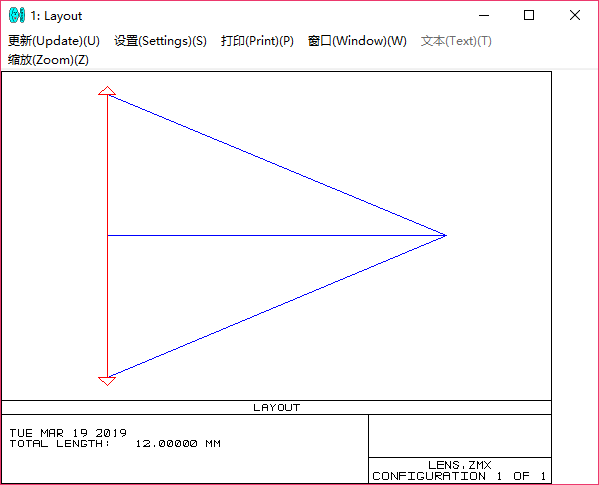 1: Layout
更新(Update)(U) 设置(Settings)(S) 打印(Print)(P) 窗口(Window)(W) 文本(Text)(T)
缩放(Zoom)(Z)
LAYOUT
TUE MAR 19 2019
TOTAL LENGTH: 12.00000 MM
LENS.ZMX
CONFIGURATION 1 OF 1